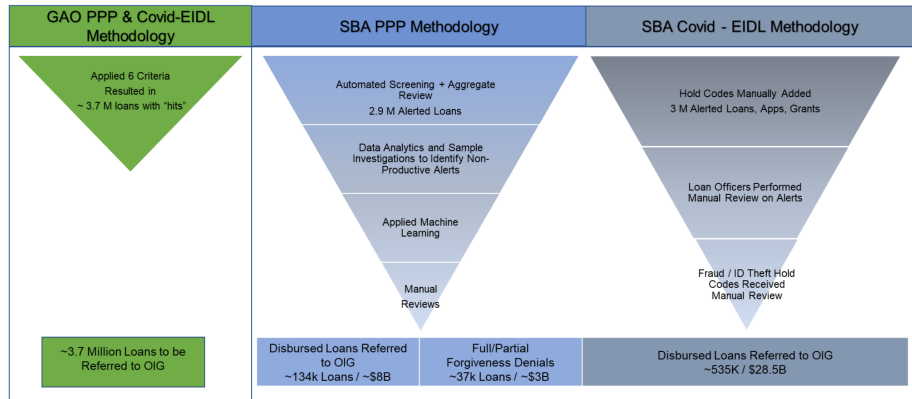 GAO PPP & Covid-EIDL
Methodology
Applied 6 Criteria
Resulted in
~ 3.7 M loans with “hits”
~3.7 Million Loans to be
Referred to OIG
SBA PPP Methodology
Automated Screening + Aggregate
Review
2.9 M Alerted Loans
Data Analytics and Sample
Investigations to Identify Non-
Productive Alerts
Applied Machine
Learning
Manual
Reviews
Disbursed Loans Referred
to OIG
~134k Loans / ~$8B
Full/Partial
Forgiveness Denials
~37k Loans / ~$3B
SBA Covid - EIDL Methodology
Hold Codes Manually Added
3 M Alerted Loans, Apps, Grants
Loan Officers Performed
Manual Review on Alerts
Fraud / ID Theft Hold
Codes Received
Manual Review
Disbursed Loans Referred to OIG
~535K / $28.5B